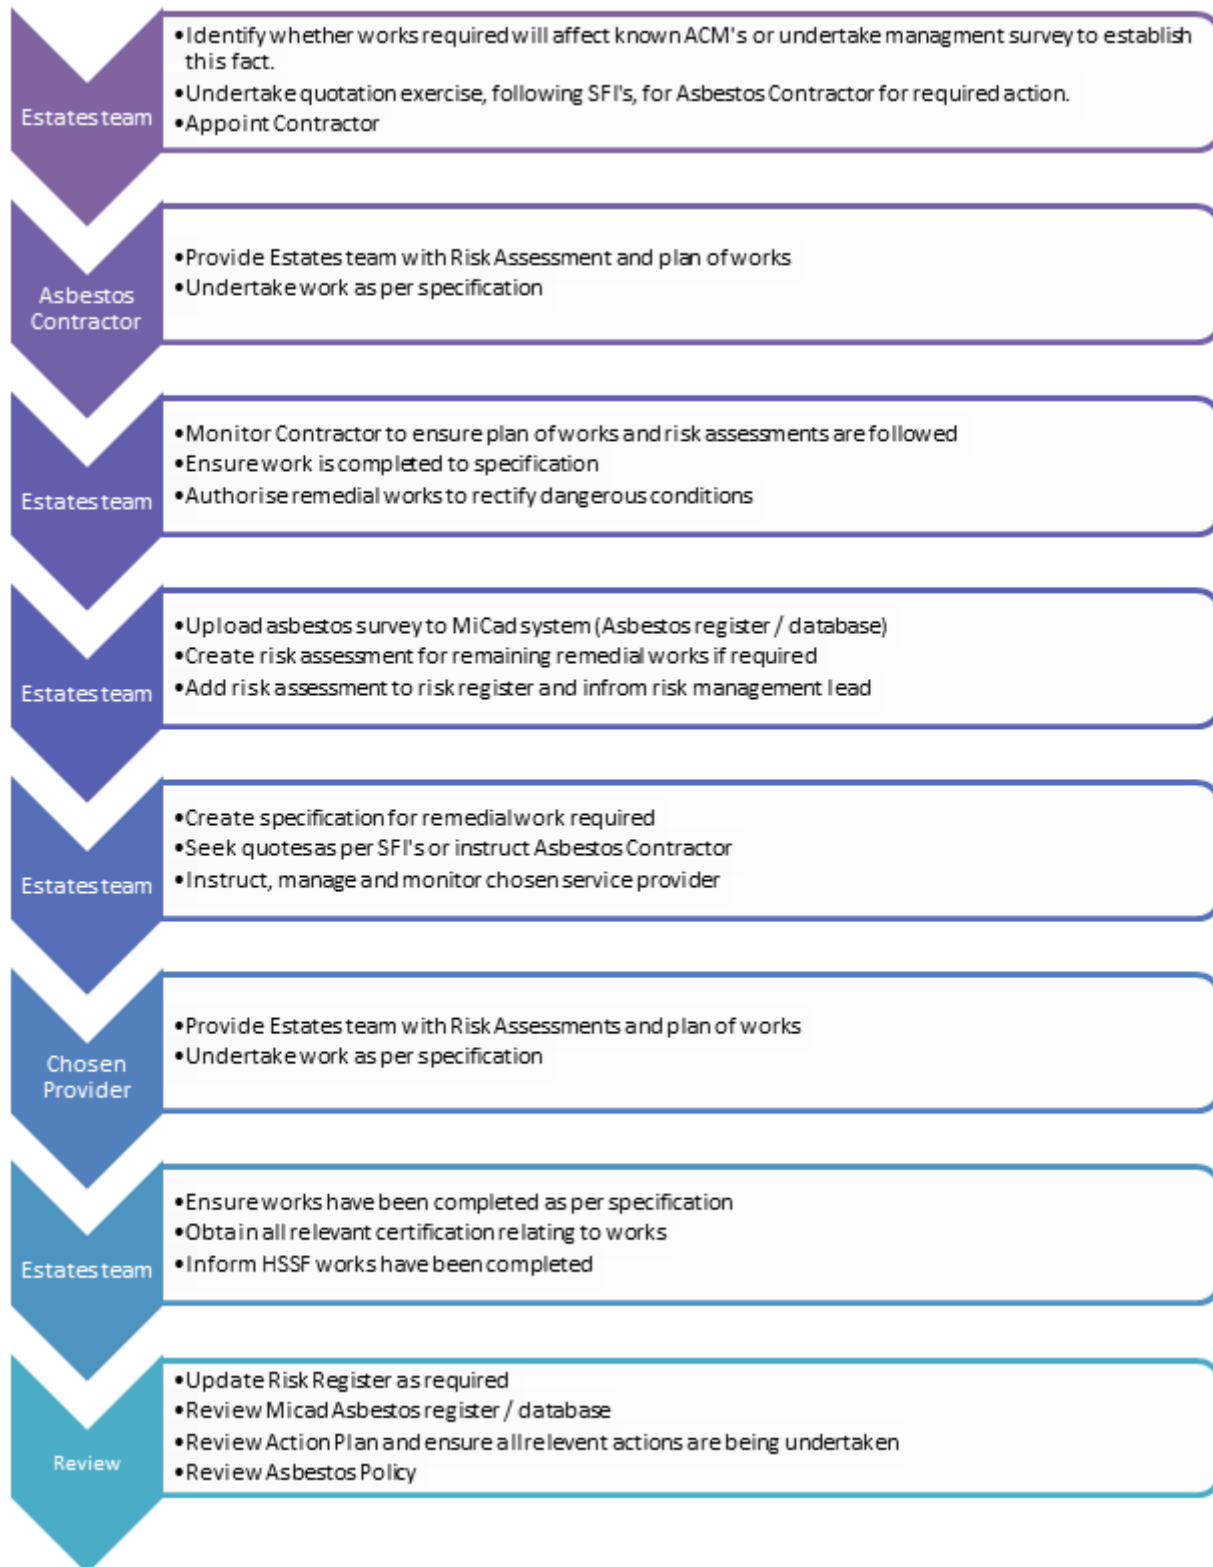 Estates team
•Identify whether works required will affect known ACM's or undertake managment survey to establish
this fact.
•Undertake quotation exercise, following SFI's, for Asbestos Contractor for required action.
•Appoint Contractor
Asbestos
Contractor
•Provide Estates team with Risk Assessment and plan of works
•Undertake work as per specification
Estates team
•Monitor Contractor to ensure plan of works and risk assessments are followed
•Ensure work is completed to specification
•Authorise remedial works to rectify dangerous conditions
Estates team
•Upload asbestos survey to MiCad system (Asbestos register / database)
•Create risk assessment for remaining remedial works if required
•Add risk assessment to risk register and infrom risk management lead
Estates team
•Create specification for remedial work required
•Seek quotes as per SFI's or instruct Asbestos Contractor
•Instruct, manage and monitor chosen service provider
Chosen
Provider
•Provide Estates team with Risk Assessments and plan of works
•Undertake work as per specification
Estates team
•Ensure works have been completed as per specification
•Obtain all relevant certification relating to works
•Inform HSSF works have been completed
Review
•Update Risk Register as required
•Review Micad Asbestos register / database
•Review Action Plan and ensure all relevent actions are being undertaken
•Review Asbestos Policy